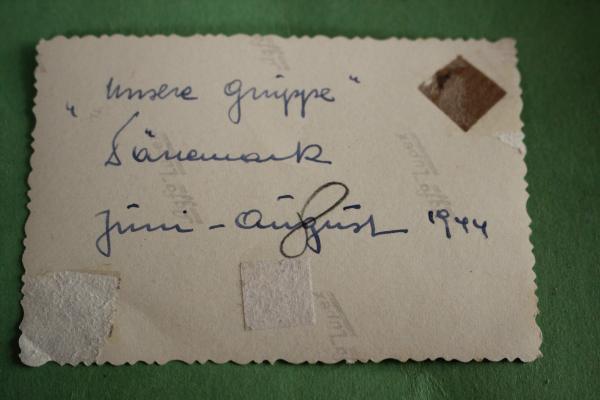 „Unsere Gruppe“
Dänemark
Juni - August 1944